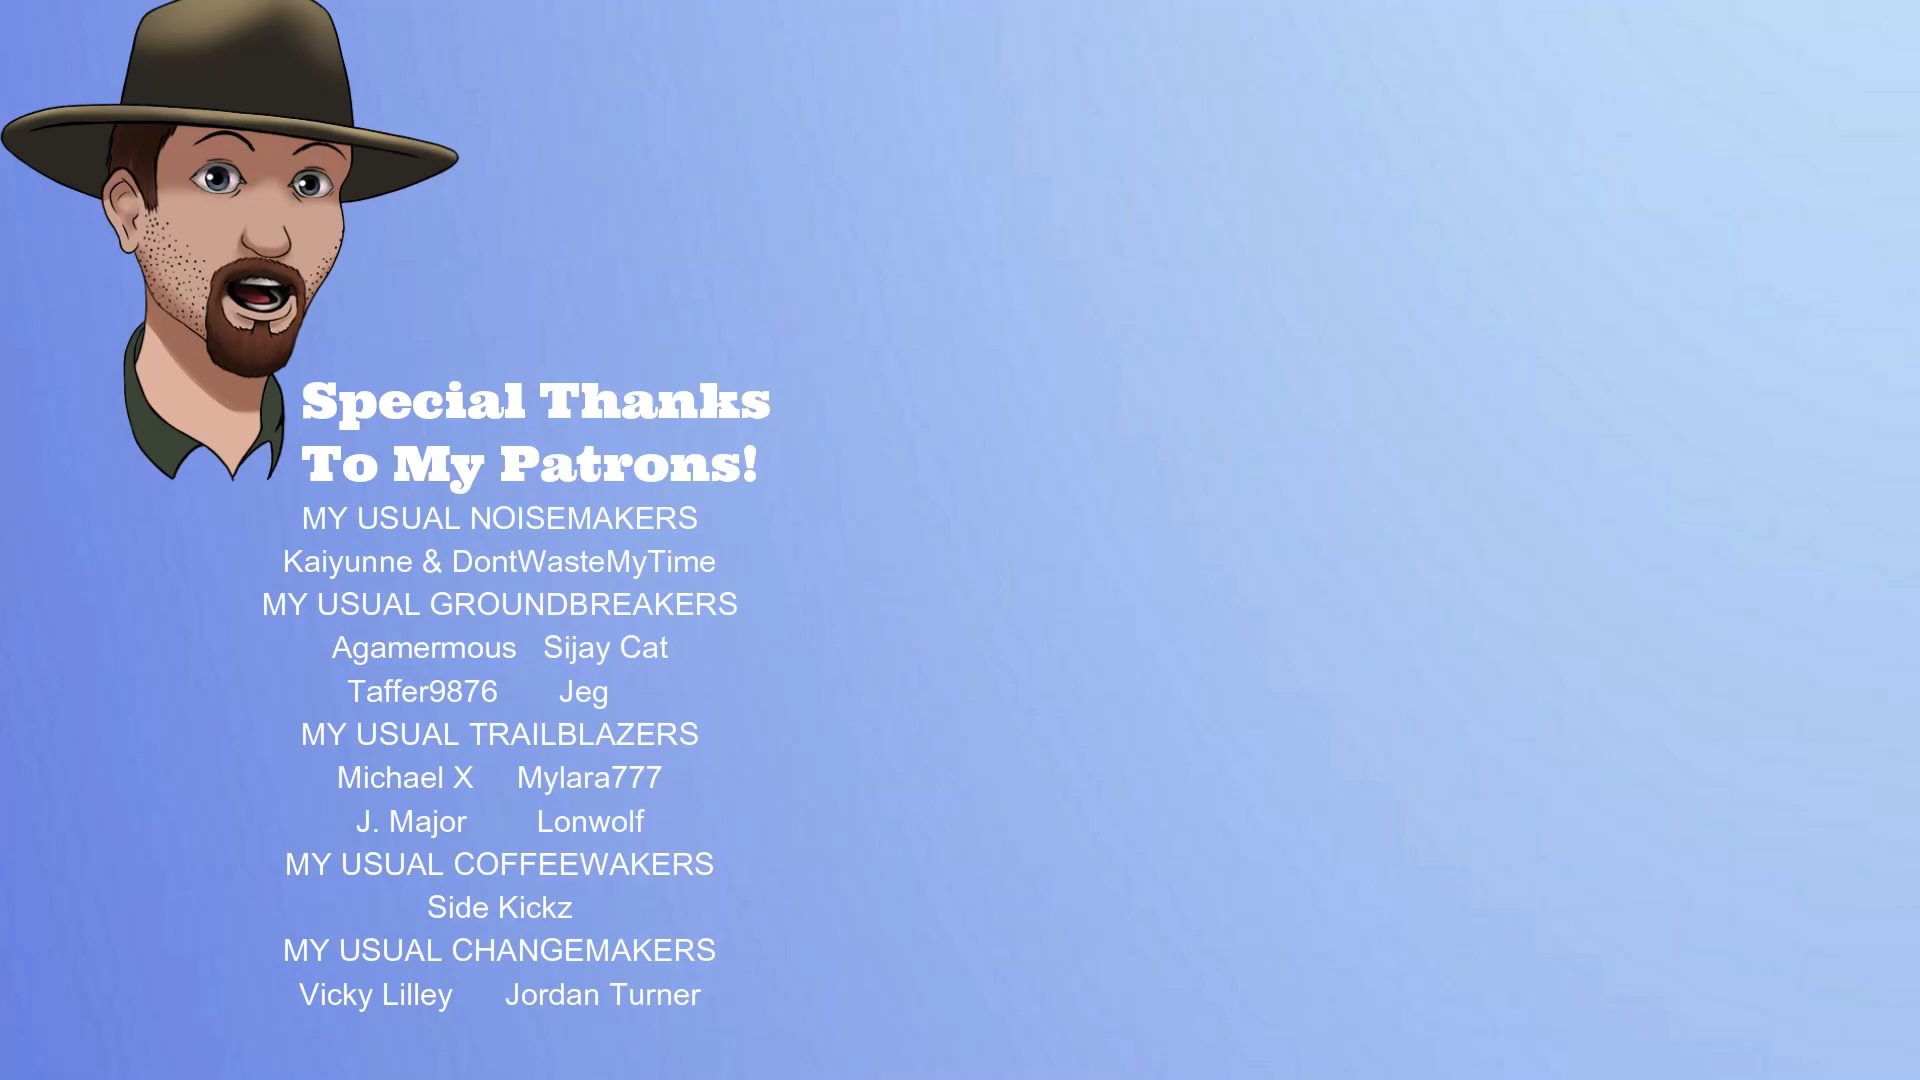 Special Thanks
To My Patrons!
MY USUAL NOISEMAKERS
Kaiyunne & DontWasteMyTime
MY USUAL GROUNDBREAKERS
Agamermous Sijay Cat
Taffer9876 Jeg
MY USUAL TRAILBLAZERS
Michael X Mylara777
J. Major Lonwolf
MY USUAL COFFEEWAKERS
Side Kickz
MY USUAL CHANGEMAKERS
Vicky Lilley Jordan Turner